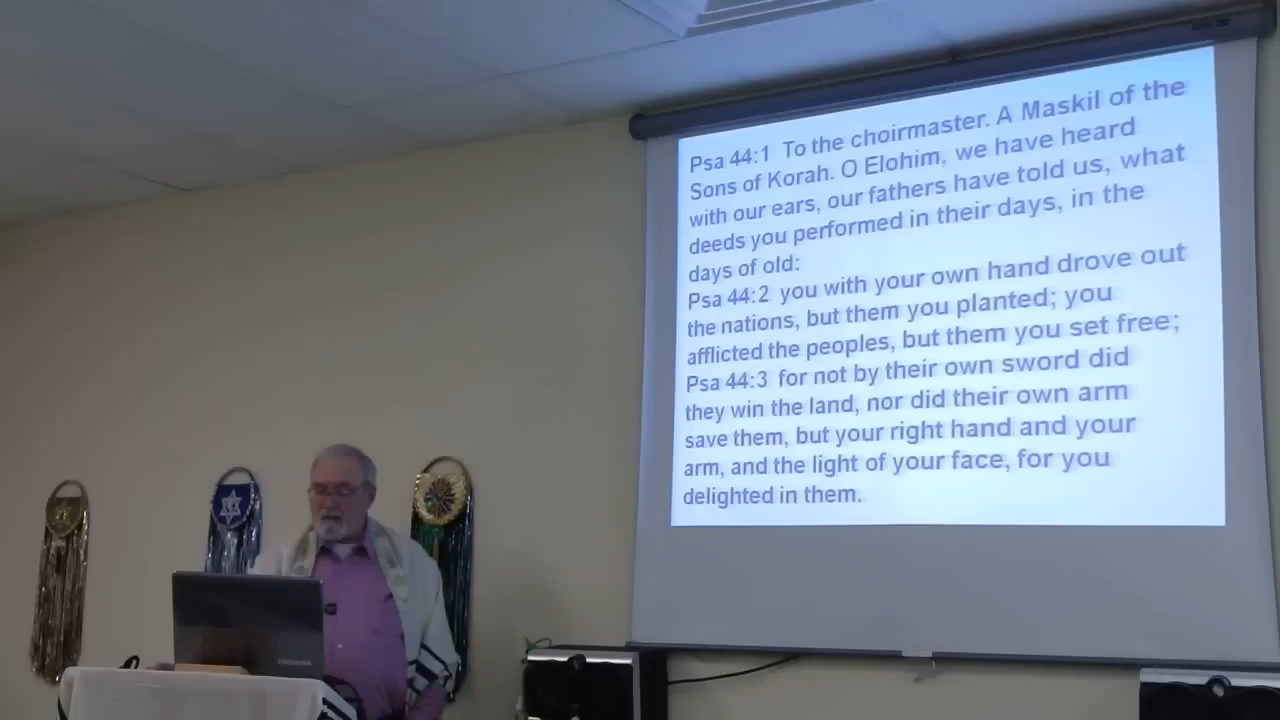 Psa 44:1 To the choirmaster. A Maskil of the
Sons of Korah. O Elohim, we have heard
with our ears, our fathers have told us, what
deeds you performed in their days, in the
days of old:
Psa 44:2 you with your own hand drove out
the nations, but them you planted; you
afflicted the peoples, but them you set free;
Psa 44:3 for not by their own sword did
they win the land, nor did their own arm
save them, but your right hand and your
arm, and the light of your face, for you
delighted in them.
TOSHIBA